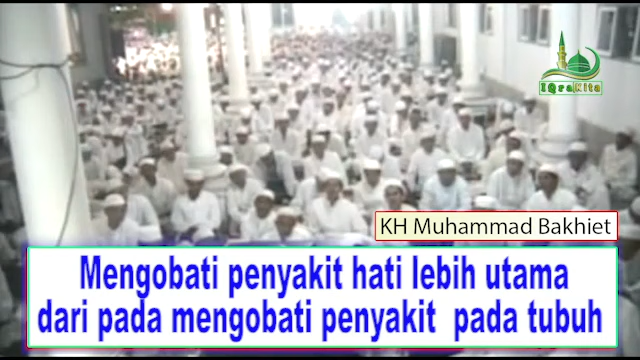 IQraKita
KH Muhammad Bakhiet
Mengobati penyakit hati lebih utama
dari pada mengobati penyakit pada tubuh